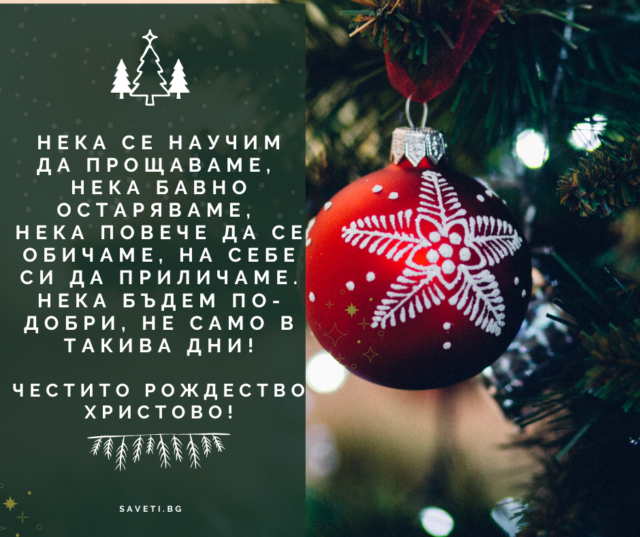 НЕКА СЕ НАУЧИМ
ДА ПРОЩАВАМЕ,
НЕКА БАВНО
ОСТАРЯВАМЕ,
НЕКА ПОВЕЧЕ ДА СЕ
ОБИЧАМЕ, НА СЕБЕ
СИ ДА ПРИЛИЧАМЕ.
НЕКА БЪДЕМ ПО-
ДОБРИ, НЕ САМО В
ТАКИВА ДНИ!
ЧЕСТИТО РОЖДЕСТВО
ХРИСТОВО!
SAVETI.BG